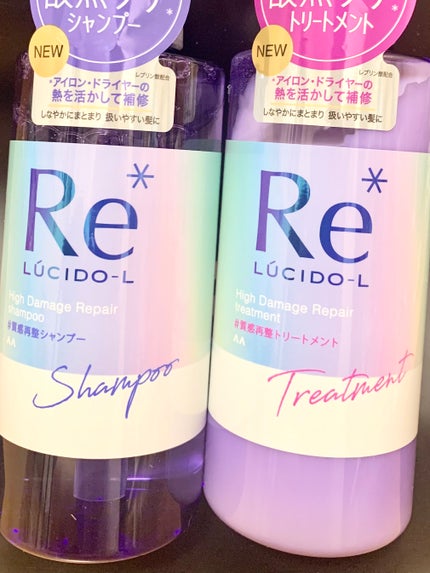 シャンプー
NEW
レブリン酸配合
*アイロン・ドライヤーの
熱を活かして補修
しなやかにまとまり 扱いやすい髪に
Re*
LÚCIDO-L
High Damage Repair
shampoo
#質感再整シャンプー
AA
Shampoo
トリートメント
NEW
レブリン酸配合
*アイロン・ドライヤーの
熱を活かして補修
しなやかにまとまり 扱いやすい髪に
Re*
LÚCIDO-L
High Damage Repair
treatment
#質感再整トリートメント
AA
Treatment